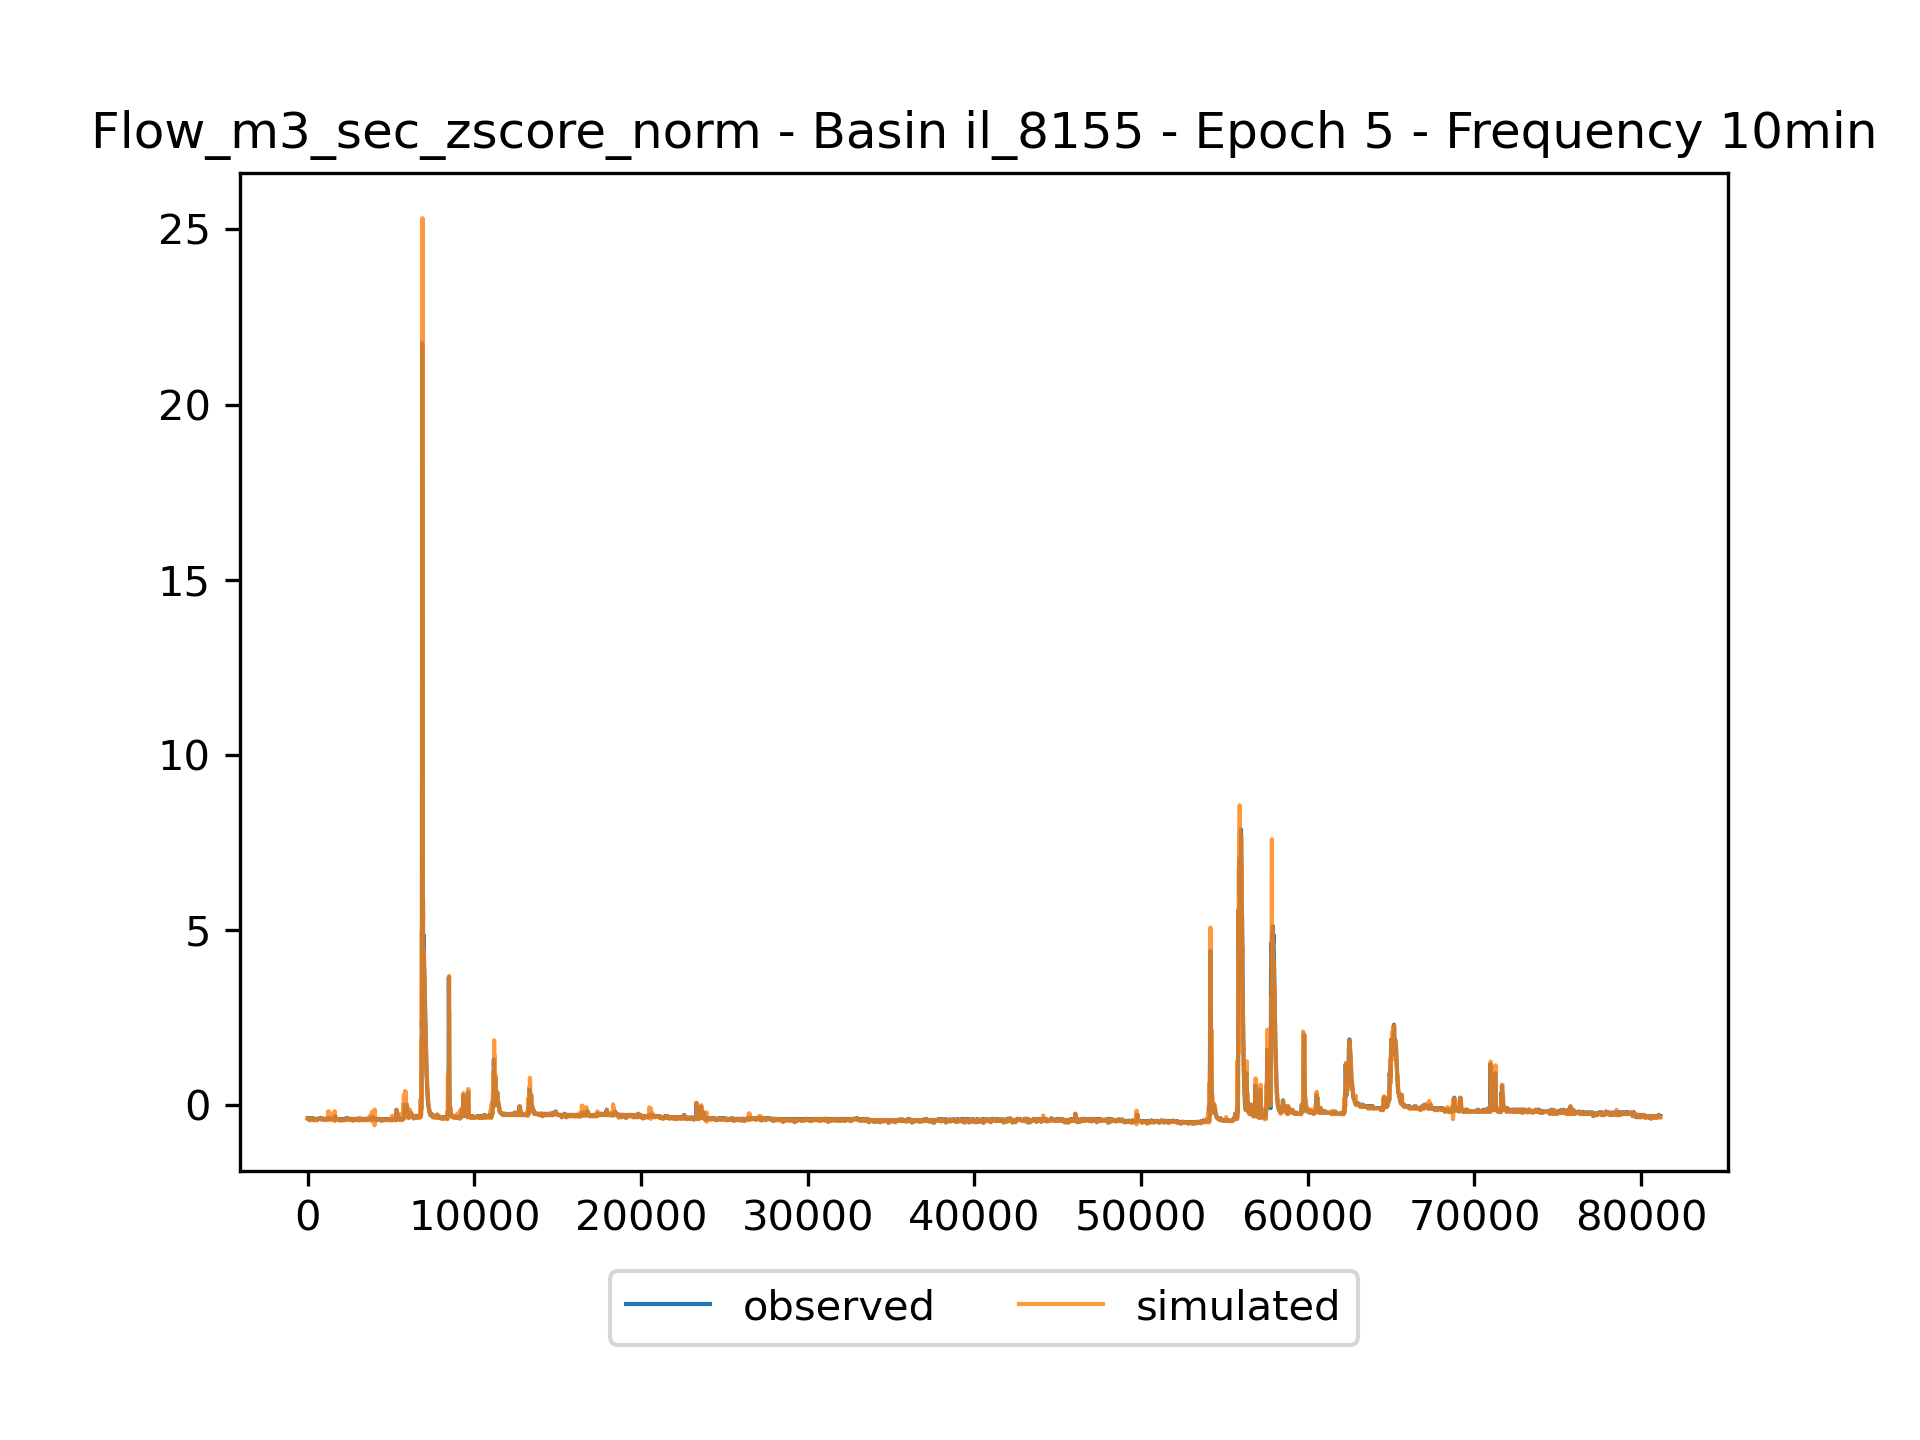 Flow_m3_sec_zscore_norm - Basin il_8155 - Epoch 5 - Frequency 10min
25
20
15
10
5
0
0 10000 20000 30000 40000 50000 60000 70000 80000
observed simulated